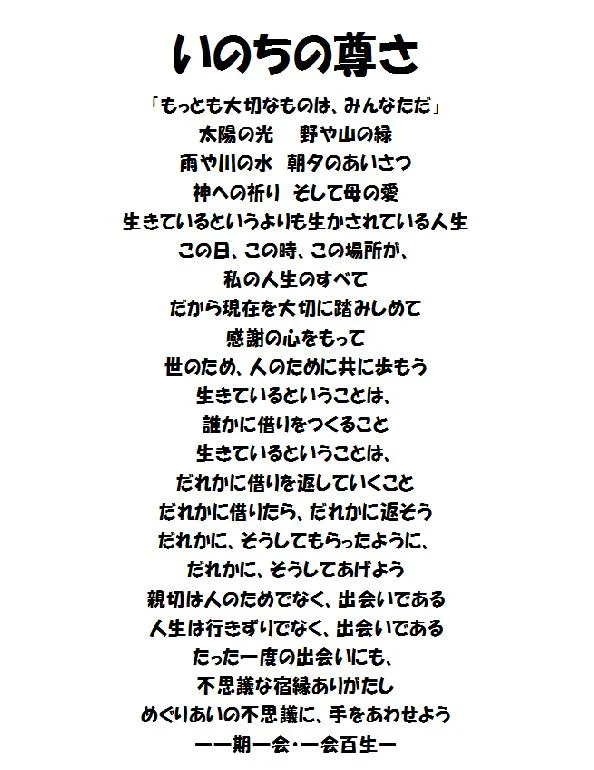 いのちの尊さ
「もっとも大切なものは、みんなただ」
太陽の光　野や山の緑
雨や川の水　朝夕のあいさつ
神への祈り　そして母の愛
生きているというよりも生かされている人生
この日、この時、この場所が、
私の人生のすべて
だから現在を大切に踏みしめて
感謝の心をもって
世のため、人のために共に歩もう
生きているということは、
誰かに借りをつくること
生きているということは、
だれかに借りを返していくこと
だれかに借りたら、だれかに返そう
だれかに、そうしてもらったように、
だれかに、そうしてあげよう
親切は人のためでなく、出会いである
人生は行きずりでなく、出会いである
たった一度の出会いにも、
不思議な宿縁ありがたし
めぐりあいの不思議に、手をあわせよう
ー一期一会・一会百生ー